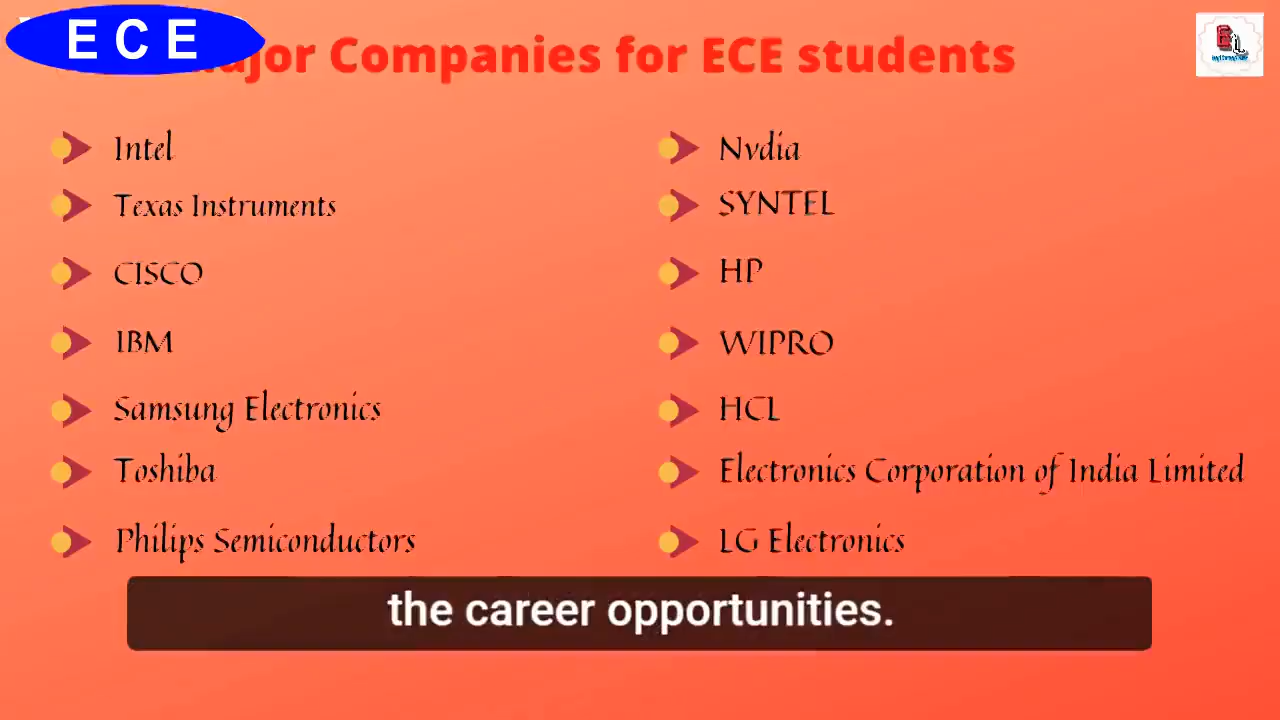 E C E
jor Companies for ECE students
Intel
Texas Instruments
CISCO
IBM
Samsung Electronics
Toshiba
Philips Semiconductors
Nvdia
SYNTEL
HP
WIPRO
HCL
Electronics Corporation of India Limited
LG Electronics
the career opportunities.